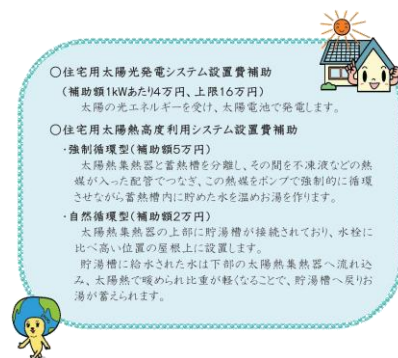 ○住宅用太陽光発電システム設置費補助
(補助額1kWあたり4万円、上限16万円)
太陽の光エネルギーを受け、太陽電池で発電します。
○住宅用太陽熱高度利用システム設置費補助
・強制循環型(補助額5万円)
太陽熱集熱器と蓄熱槽を分離し、その間を不凍液などの熱
媒が入った配管でつなぎ、この熱媒をポンプで強制的に循環
させながら蓄熱槽内に貯めた水を温めお湯を作ります。
・自然循環型(補助額2万円)
太陽熱集熱器の上部に貯湯槽が接続されており、水栓に
比べ高い位置の屋根上に設置します。
貯湯槽に給水された水は下部の太陽熱集熱器へ流れ込
み、太陽熱で暖められ比重が軽くなることで、貯湯槽へ戻りお
湯が蓄えられます。